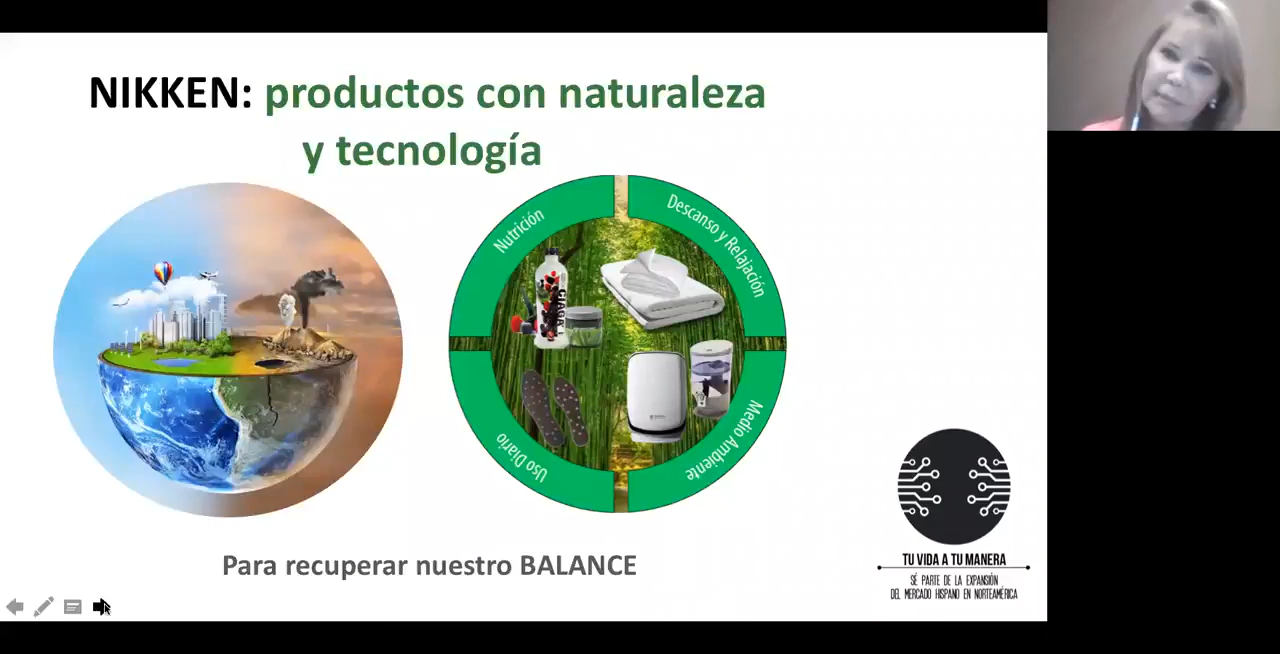 NIKKEN: productos con naturaleza
y tecnología
Nutrición
Descanso y Relajación
CIAGA
Uso Diario
Medio Ambiente
Para recuperar nuestro BALANCE
TU VIDA A TU MANERA
SÉ PARTE DE LA EXPANSIÓN
DEL MERCADO HISPANO EN NORTEAMÉRICA